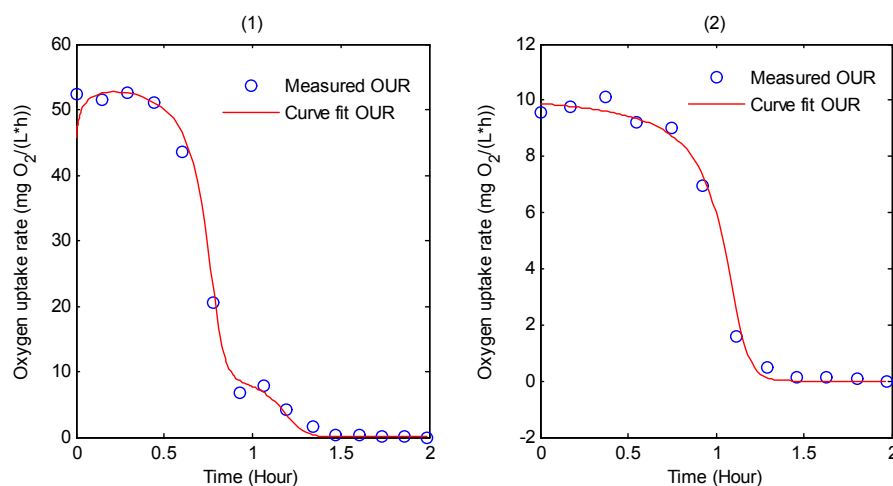 (1)
Oxygen uptake rate (mg O2/(L*h))
60
50
40
30
20
10
0
Measured OUR
Curve fit OUR
0 0.5 1 1.5 2
Time (Hour)
(2)
Oxygen uptake rate (mg O2/(L*h))
12
10
8
6
4
2
0
-2
Measured OUR
Curve fit OUR
0 0.5 1 1.5 2
Time (Hour)